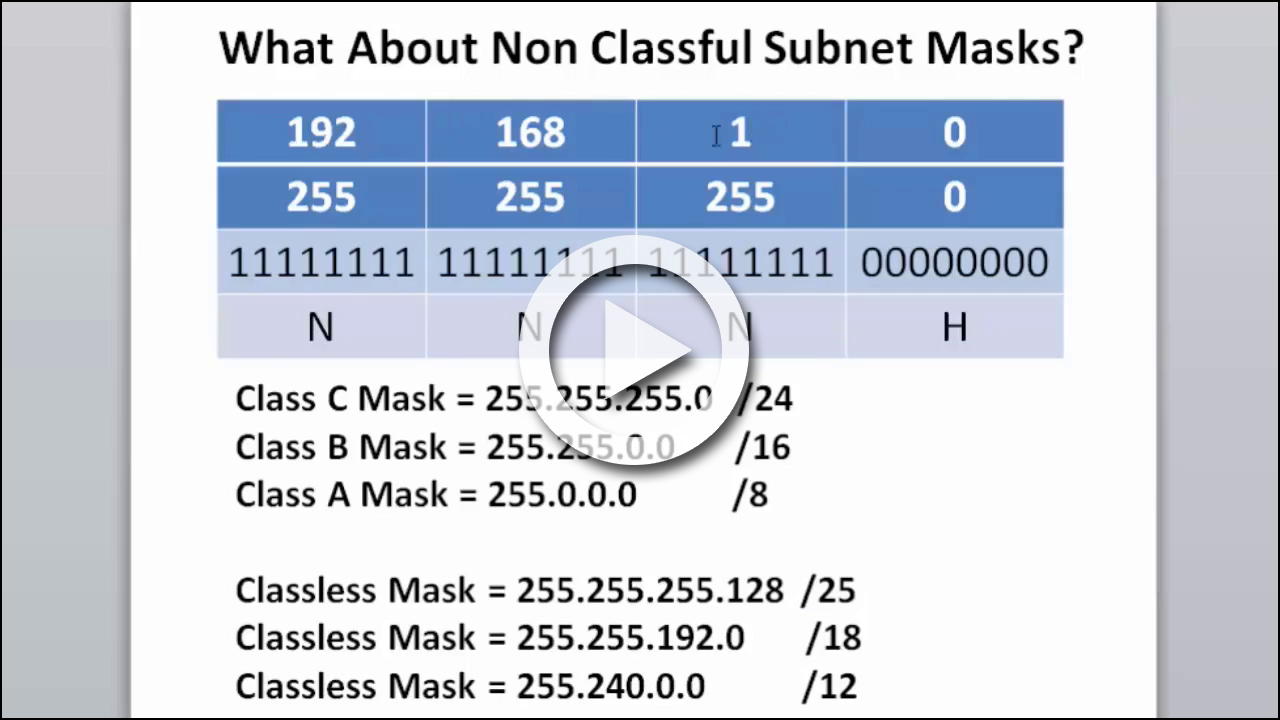 What About Non Classful Subnet Masks?
192 168 1 0
255 255 255 0
11111111 11111111 11111111 00000000
N N N H
Class C Mask = 255.255.255.0 /24
Class B Mask = 255.255.0.0 /16
Class A Mask = 255.0.0.0 /8
Classless Mask = 255.255.255.128 /25
Classless Mask = 255.255.192.0 /18
Classless Mask = 255.240.0.0 /12